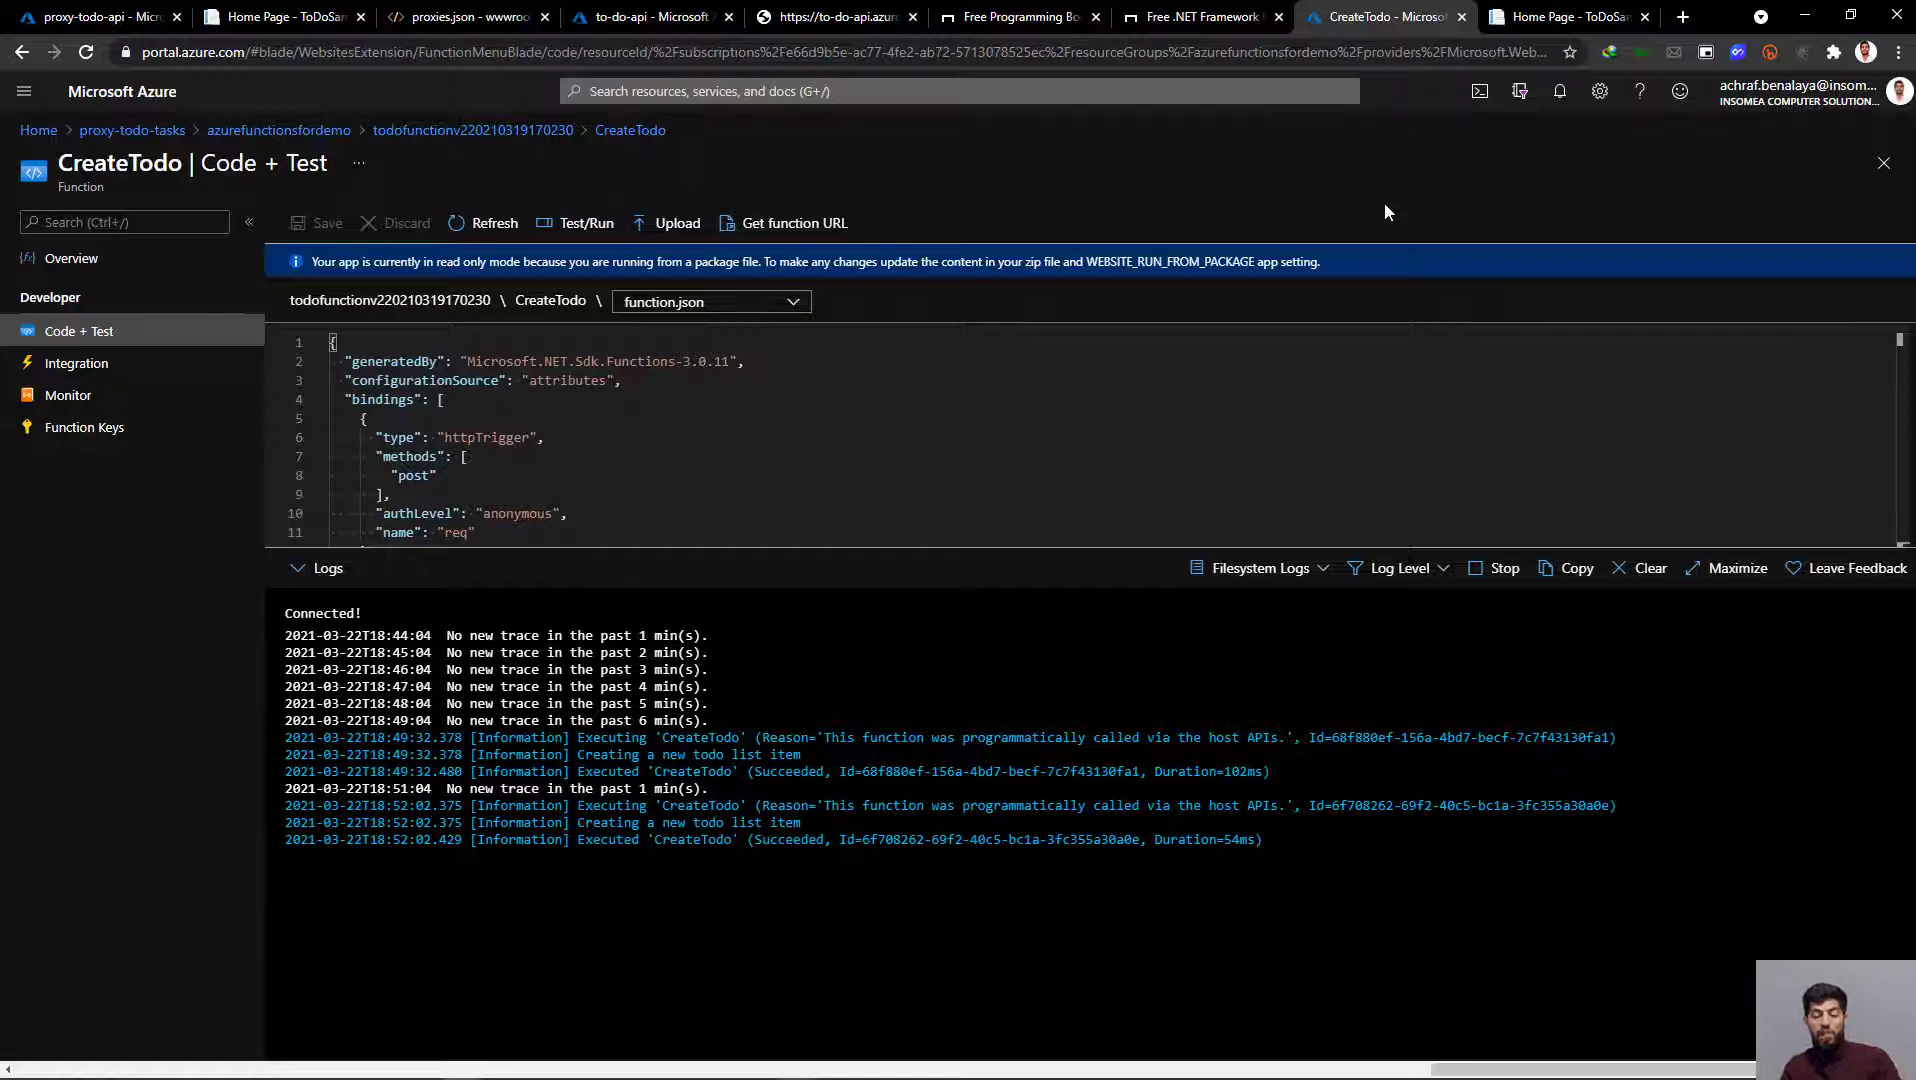 proxy-todo-api - Micr
Home Page - ToDoSam
proxies.json - wwwroo
to-do-api - Microsoft A
https://to-do-api.azure
Free Programming Bo
Free .NET Framework
CreateTodo - Microsof
Home Page - ToDoSam
portal.azure.com/#blade/WebsitesExtension/FunctionMenuBlade/code/resourceId/%2Fsubscriptions%2Fe66d9b5e-ac77-4fe2-ab72-5713078525ec%2FresourceGroups%2Fazurefunctionsfordemo%2Fproviders%2FMicrosoft.Web...
Microsoft Azure
Search resources, services, and docs (G+/)
achraf.benalaya@insom...
INSOMEA COMPUTER SOLUTION...
Home > proxy-todo-tasks > azurefunctionsfordemo > todofunctionv220210319170230 > CreateTodo
CreateTodo | Code + Test ...
Function
Search (Ctrl+/) «
Save Discard Refresh Test/Run Upload Get function URL
Overview
Your app is currently in read only mode because you are running from a package file. To make any changes update the content in your zip file and WEBSITE_RUN_FROM_PACKAGE app setting.
Developer
Code + Test
Integration
Monitor
Function Keys
todofunctionv220210319170230 \ CreateTodo \ function.json
1 {
2 "generatedBy": "Microsoft.NET.Sdk.Functions-3.0.11",
3 "configurationSource": "attributes",
4 "bindings": [
5 {
6 "type": "httpTrigger",
7 "methods": [
8 "post"
9 ],
10 "authLevel": "anonymous",
11 "name": "req"
Logs
Filesystem Logs Log Level Stop Copy Clear Maximize Leave Feedback
Connected!
2021-03-22T18:44:04 No new trace in the past 1 min(s).
2021-03-22T18:45:04 No new trace in the past 2 min(s).
2021-03-22T18:46:04 No new trace in the past 3 min(s).
2021-03-22T18:47:04 No new trace in the past 4 min(s).
2021-03-22T18:48:04 No new trace in the past 5 min(s).
2021-03-22T18:49:04 No new trace in the past 6 min(s).
2021-03-22T18:49:32.378 [Information] Executing 'CreateTodo' (Reason='This function was programmatically called via the host APIs.', Id=68f880ef-156a-4bd7-becf-7c7f43130fa1)
2021-03-22T18:49:32.378 [Information] Creating a new todo list item
2021-03-22T18:49:32.480 [Information] Executed 'CreateTodo' (Succeeded, Id=68f880ef-156a-4bd7-becf-7c7f43130fa1, Duration=102ms)
2021-03-22T18:51:04 No new trace in the past 1 min(s).
2021-03-22T18:52:02.375 [Information] Executing 'CreateTodo' (Reason='This function was programmatically called via the host APIs.', Id=6f708262-69f2-40c5-bc1a-3fc355a30a0e)
2021-03-22T18:52:02.375 [Information] Creating a new todo list item
2021-03-22T18:52:02.429 [Information] Executed 'CreateTodo' (Succeeded, Id=6f708262-69f2-40c5-bc1a-3fc355a30a0e, Duration=54ms)